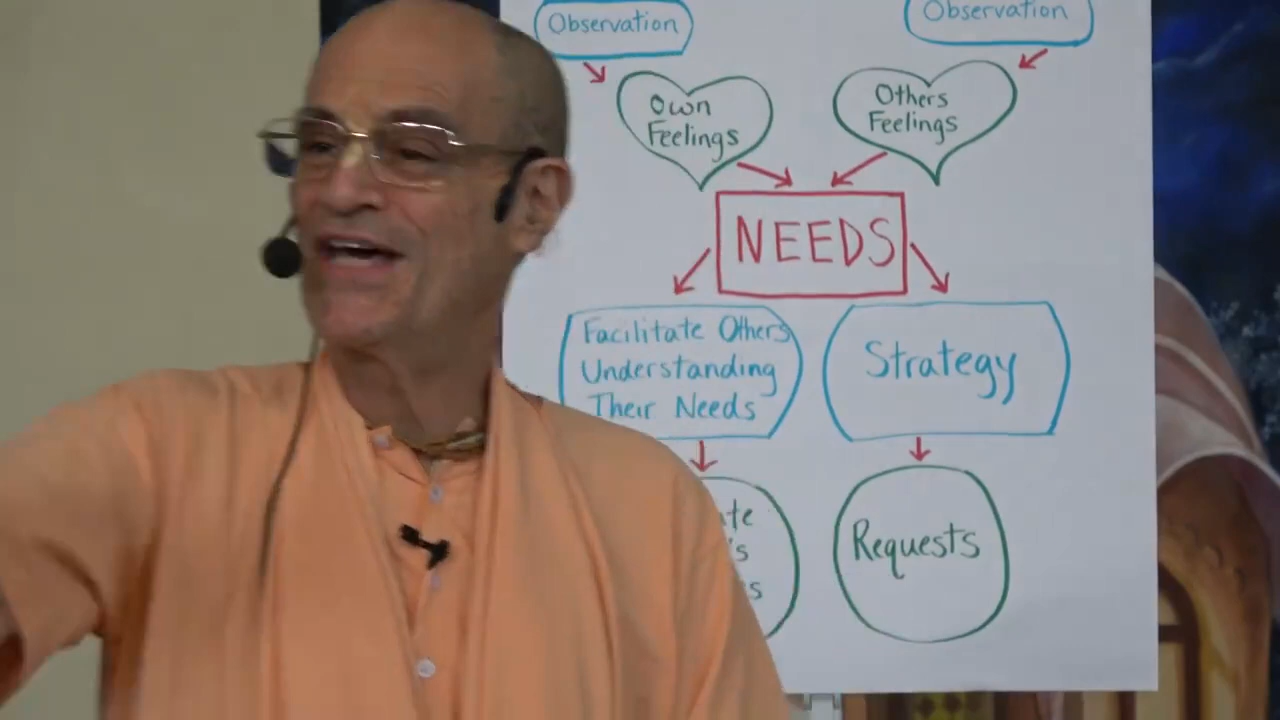 Observation
Observation
Own
Feelings
Others
Feelings
NEEDS
Facilitate Others
Understanding
Their Needs
Strategy
Requests